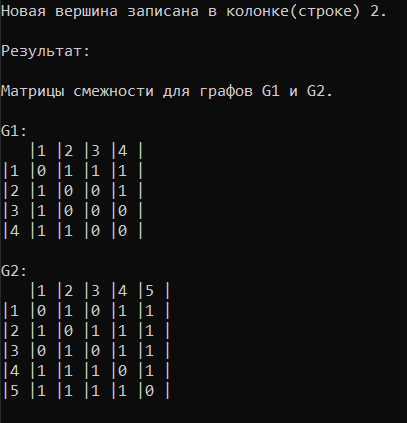 Новая вершина записана в колонке(строке) 2.
Результат:
Матрицы смежности для графов G1 и G2.
G1:
|1 |2 |3 |4 |
|1 |0 |1 |1 |1 |
|2 |1 |0 |0 |1 |
|3 |1 |0 |0 |0 |
|4 |1 |1 |0 |0 |
G2:
|1 |2 |3 |4 |5 |
|1 |0 |1 |0 |1 |1 |
|2 |1 |0 |1 |1 |1 |
|3 |0 |1 |0 |1 |1 |
|4 |1 |1 |1 |0 |1 |
|5 |1 |1 |1 |1 |0 |